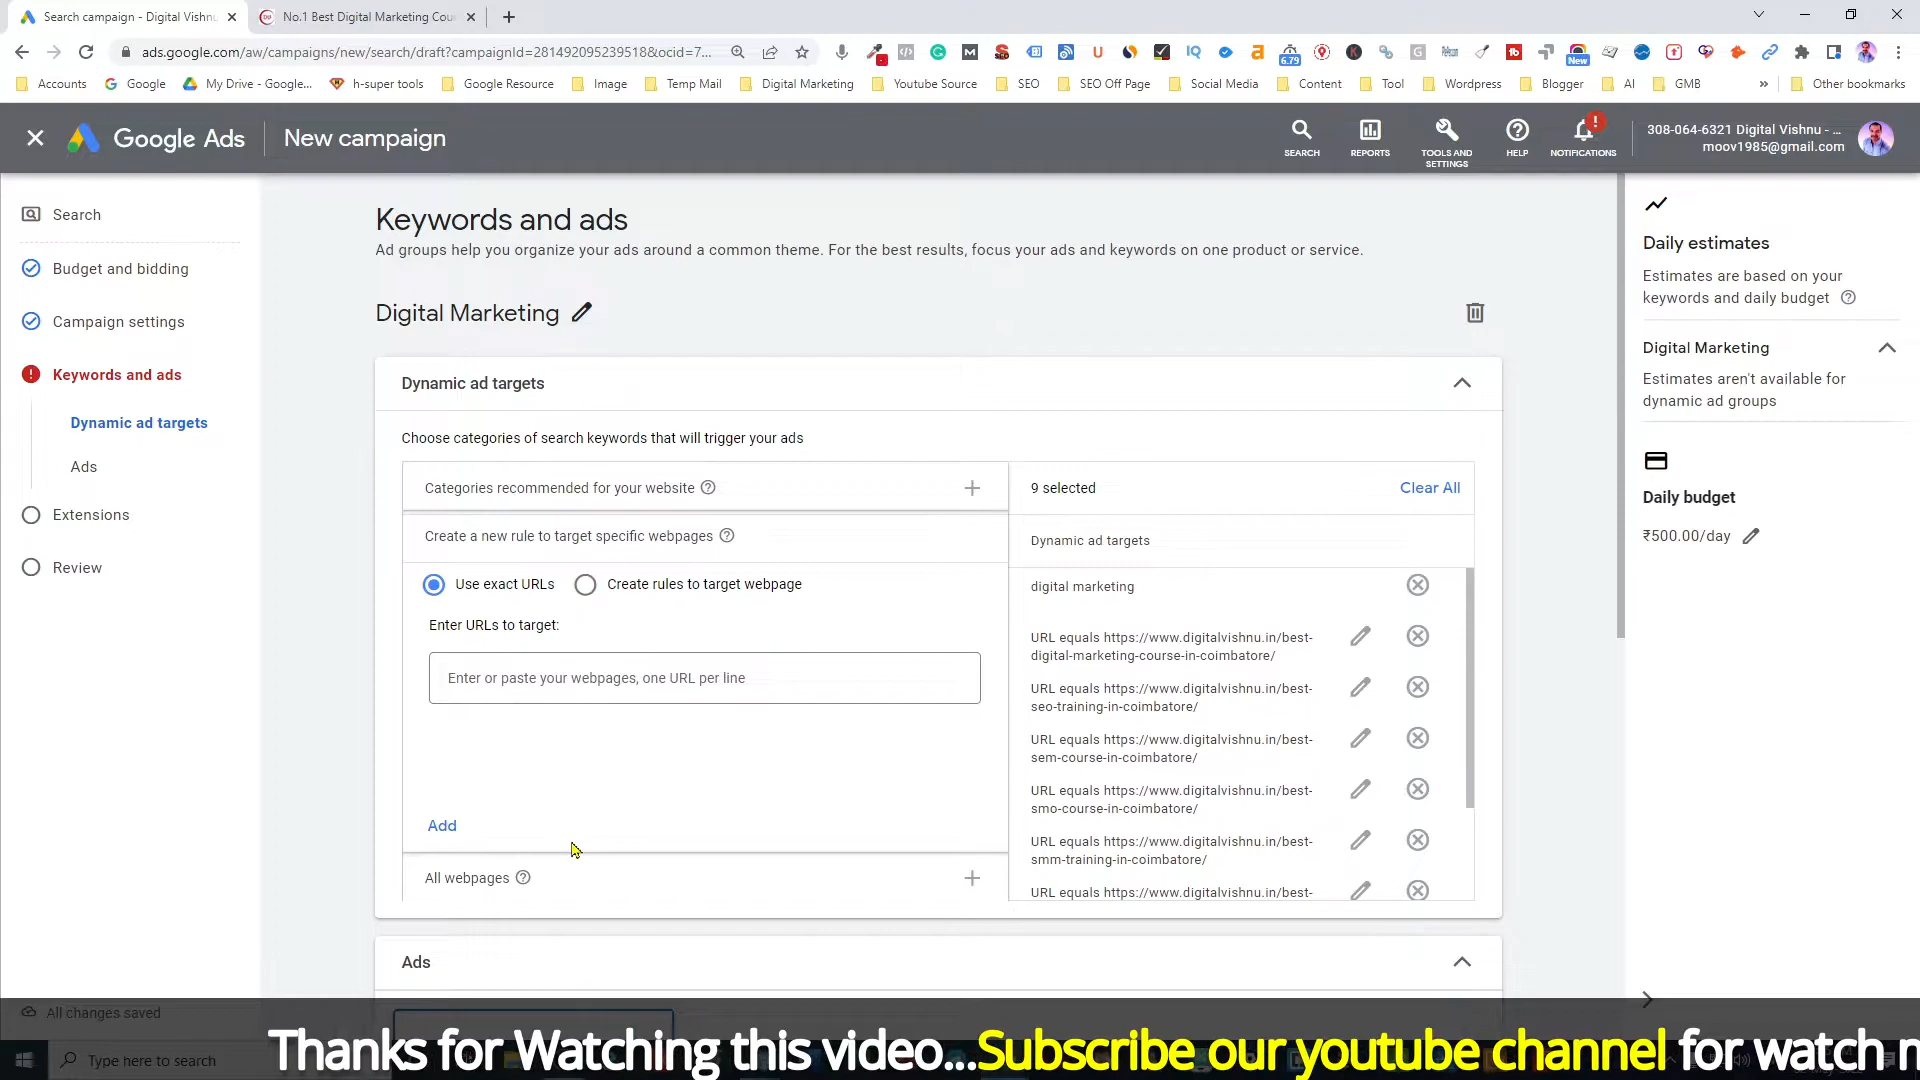 Search campaign - Digital Vishnu
No.1 Best Digital Marketing Cou
ads.google.com/aw/campaigns/new/search/draft?campaignId=281492095239518&ocid=7...
6.79
New
Accounts
Google
My Drive - Google...
h-super tools
Google Resource
Image
Temp Mail
Digital Marketing
Youtube Source
SEO
SEO Off Page
Social Media
Content
Tool
Wordpress
Blogger
AI
GMB
Other bookmarks
Google Ads
New campaign
SEARCH
REPORTS
TOOLS AND
SETTINGS
HELP
NOTIFICATIONS
308-064-6321 Digital Vishnu - ...
moov1985@gmail.com
Search
Budget and bidding
Campaign settings
Keywords and ads
Dynamic ad targets
Ads
Extensions
Review
All changes saved
Keywords and ads
Ad groups help you organize your ads around a common theme. For the best results, focus your ads and keywords on one product or service.
Digital Marketing
Dynamic ad targets
Choose categories of search keywords that will trigger your ads
Categories recommended for your website
Create a new rule to target specific webpages
Use exact URLs
Create rules to target webpage
Enter URLs to target:
Enter or paste your webpages, one URL per line
Add
All webpages
9 selected
Clear All
Dynamic ad targets
digital marketing
URL equals https://www.digitalvishnu.in/best-
digital-marketing-course-in-coimbatore/
URL equals https://www.digitalvishnu.in/best-
seo-training-in-coimbatore/
URL equals https://www.digitalvishnu.in/best-
sem-course-in-coimbatore/
URL equals https://www.digitalvishnu.in/best-
smo-course-in-coimbatore/
URL equals https://www.digitalvishnu.in/best-
smm-training-in-coimbatore/
URL equals https://www.digitalvishnu.in/best-
Ads
Daily estimates
Estimates are based on your
keywords and daily budget
Digital Marketing
Estimates aren't available for
dynamic ad groups
Daily budget
₹500.00/day
Type here to search
Thanks for Watching this video...Subscribe our youtube channel for watch